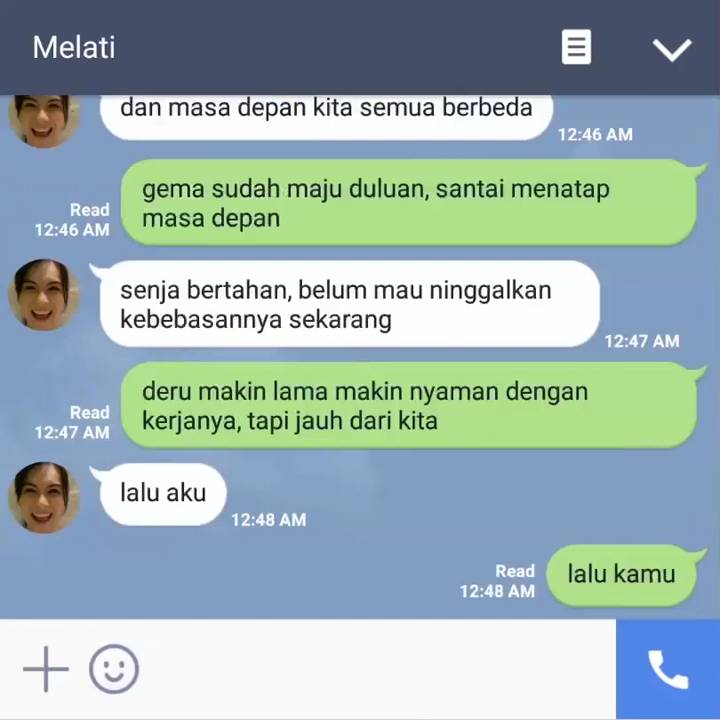 Melati
dan masa depan kita semua berbeda
12:46 AM
gema sudah maju duluan, santai menatap
masa depan
Read
12:46 AM
senja bertahan, belum mau ninggalkan
kebebasannya sekarang
12:47 AM
deru makin lama makin nyaman dengan
kerjanya, tapi jauh dari kita
Read
12:47 AM
lalu aku
12:48 AM
lalu kamu
Read
12:48 AM